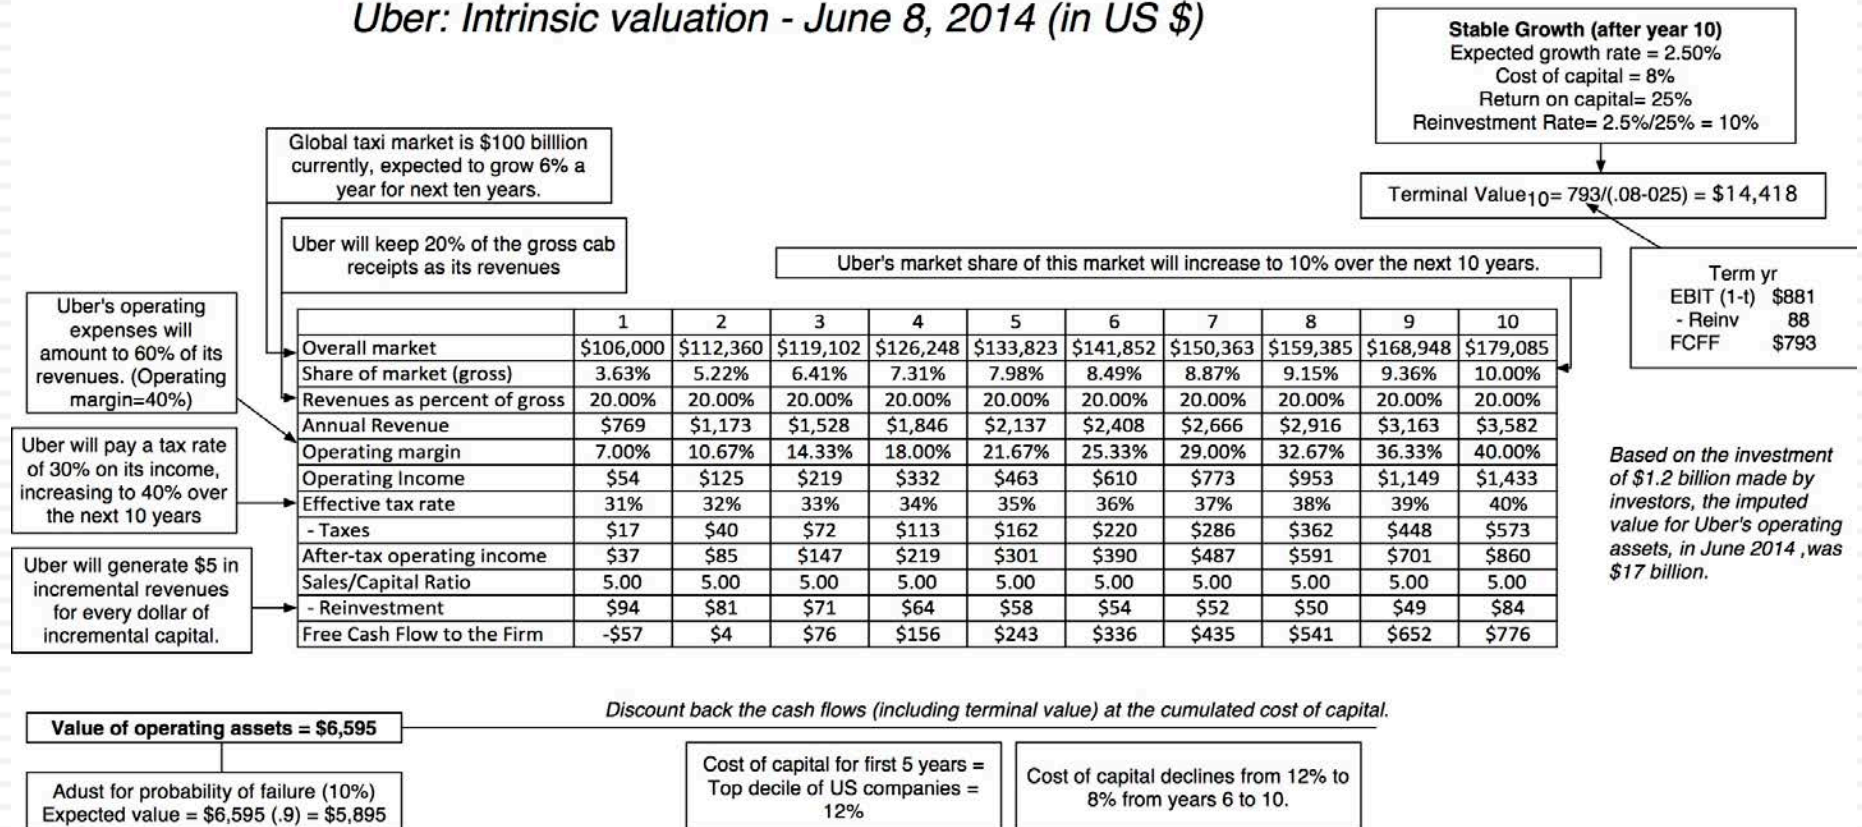 Uber: Intrinsic valuation - June 8, 2014 (in US $)
Stable Growth (after year 10)
Expected growth rate = 2.50%
Cost of capital = 8%
Return on capital= 25%
Reinvestment Rate= 2.5%/25% = 10%
Global taxi market is $100 billlion
currently, expected to grow 6% a
year for next ten years.
Terminal Value10= 793/(.08-025) = $14,418
Uber will keep 20% of the gross cab
receipts as its revenues
Uber's market share of this market will increase to 10% over the next 10 years.
Term yr
EBIT (1-t) $881
- Reinv 88
FCFF $793
Uber's operating
expenses will
amount to 60% of its
revenues. (Operating
margin=40%)
Uber will pay a tax rate
of 30% on its income,
increasing to 40% over
the next 10 years
Uber will generate $5 in
incremental revenues
for every dollar of
incremental capital.
1 2 3 4 5 6 7 8 9 10
Overall market $106,000 $112,360 $119,102 $126,248 $133,823 $141,852 $150,363 $159,385 $168,948 $179,085
Share of market (gross) 3.63% 5.22% 6.41% 7.31% 7.98% 8.49% 8.87% 9.15% 9.36% 10.00%
Revenues as percent of gross 20.00% 20.00% 20.00% 20.00% 20.00% 20.00% 20.00% 20.00% 20.00% 20.00%
Annual Revenue $769 $1,173 $1,528 $1,846 $2,137 $2,408 $2,666 $2,916 $3,163 $3,582
Operating margin 7.00% 10.67% 14.33% 18.00% 21.67% 25.33% 29.00% 32.67% 36.33% 40.00%
Operating Income $54 $125 $219 $332 $463 $610 $773 $953 $1,149 $1,433
Effective tax rate 31% 32% 33% 34% 35% 36% 37% 38% 39% 40%
- Taxes $17 $40 $72 $113 $162 $220 $286 $362 $448 $573
After-tax operating income $37 $85 $147 $219 $301 $390 $487 $591 $701 $860
Sales/Capital Ratio 5.00 5.00 5.00 5.00 5.00 5.00 5.00 5.00 5.00 5.00
- Reinvestment $94 $81 $71 $64 $58 $54 $52 $50 $49 $84
Free Cash Flow to the Firm -$57 $4 $76 $156 $243 $336 $435 $541 $652 $776
Based on the investment
of $1.2 billion made by
investors, the imputed
value for Uber's operating
assets, in June 2014 ,was
$17 billion.
Discount back the cash flows (including terminal value) at the cumulated cost of capital.
Value of operating assets = $6,595
Adust for probability of failure (10%)
Expected value = $6,595 (.9) = $5,895
Cost of capital for first 5 years =
Top decile of US companies =
12%
Cost of capital declines from 12% to
8% from years 6 to 10.